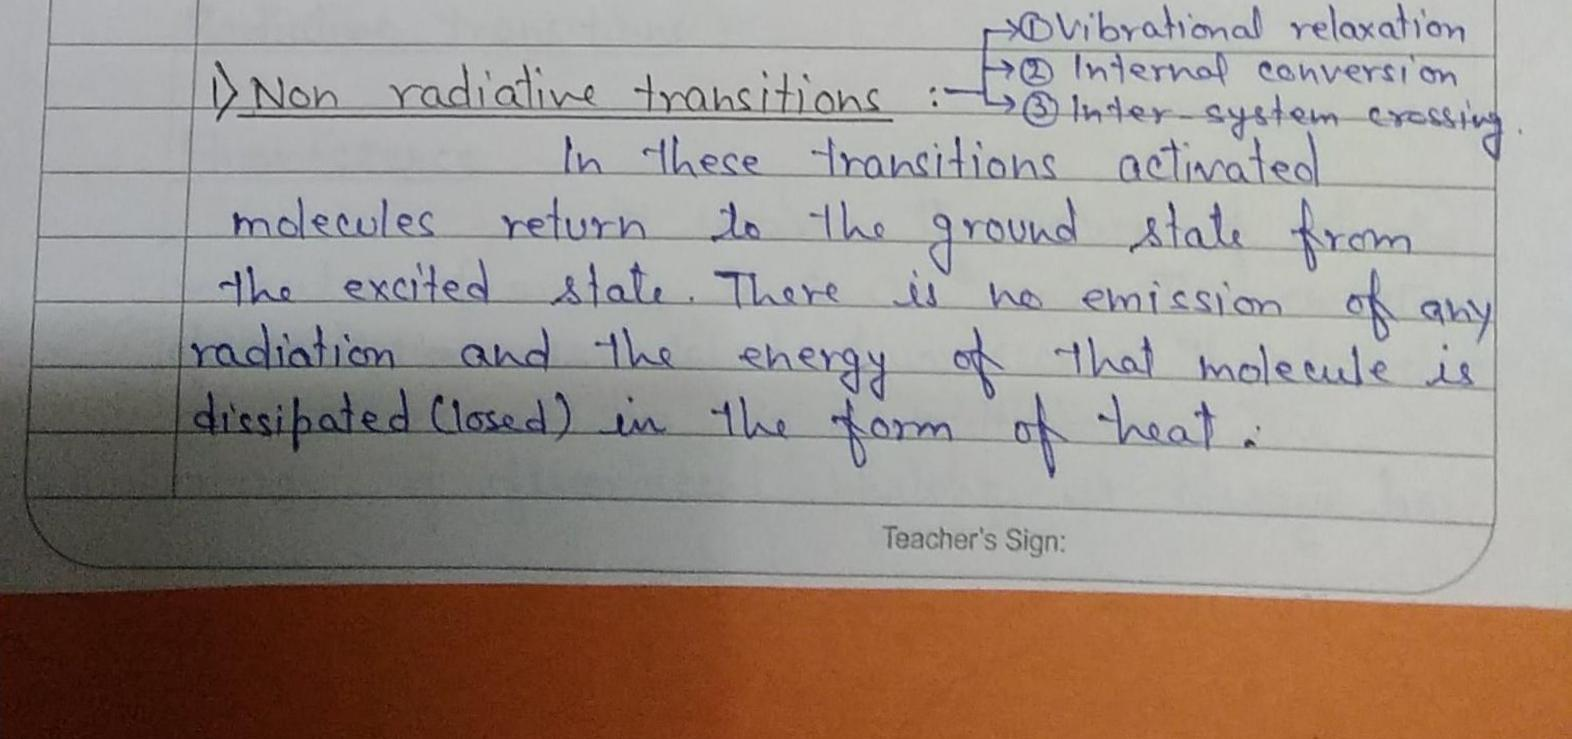 →① Vibrational relaxation
→② Internal conversion
1) Non radiative transitions :-
→③ Inter-system crossing.
In these transitions activated
molecules return to the ground state from
the excited state. There is no emission of any
radiation and the energy of that molecule is
dissipated (losed) in the form of heat.
Teacher's Sign: